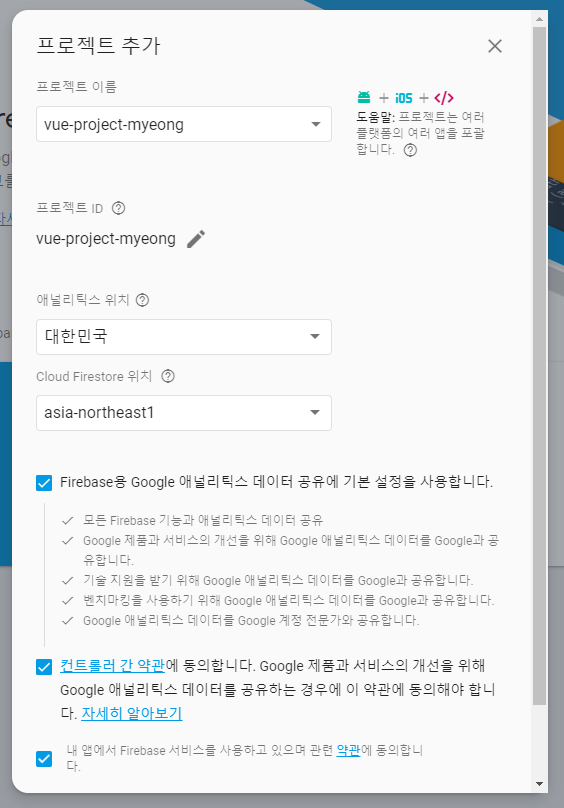 프로젝트 추가
프로젝트 이름
vue-project-myeong
+ iOS + </>
도움말: 프로젝트는 여러
플랫폼의 여러 앱을 포괄
합니다.
프로젝트 ID
vue-project-myeong
애널리틱스 위치
대한민국
Cloud Firestore 위치
asia-northeast1
Firebase용 Google 애널리틱스 데이터 공유에 기본 설정을 사용합니다.
모든 Firebase 기능과 애널리틱스 데이터 공유
Google 제품과 서비스의 개선을 위해 Google 애널리틱스 데이터를 Google과 공
유합니다.
기술 지원을 받기 위해 Google 애널리틱스 데이터를 Google과 공유합니다.
벤치마킹을 사용하기 위해 Google 애널리틱스 데이터를 Google과 공유합니다.
Google 애널리틱스 데이터를 Google 계정 전문가와 공유합니다.
컨트롤러 간 약관에 동의합니다. Google 제품과 서비스의 개선을 위해
Google 애널리틱스 데이터를 공유하는 경우에 이 약관에 동의해야 합니
다. 자세히 알아보기
내 앱에서 Firebase 서비스를 사용하고 있으며 관련 약관에 동의합니
다.